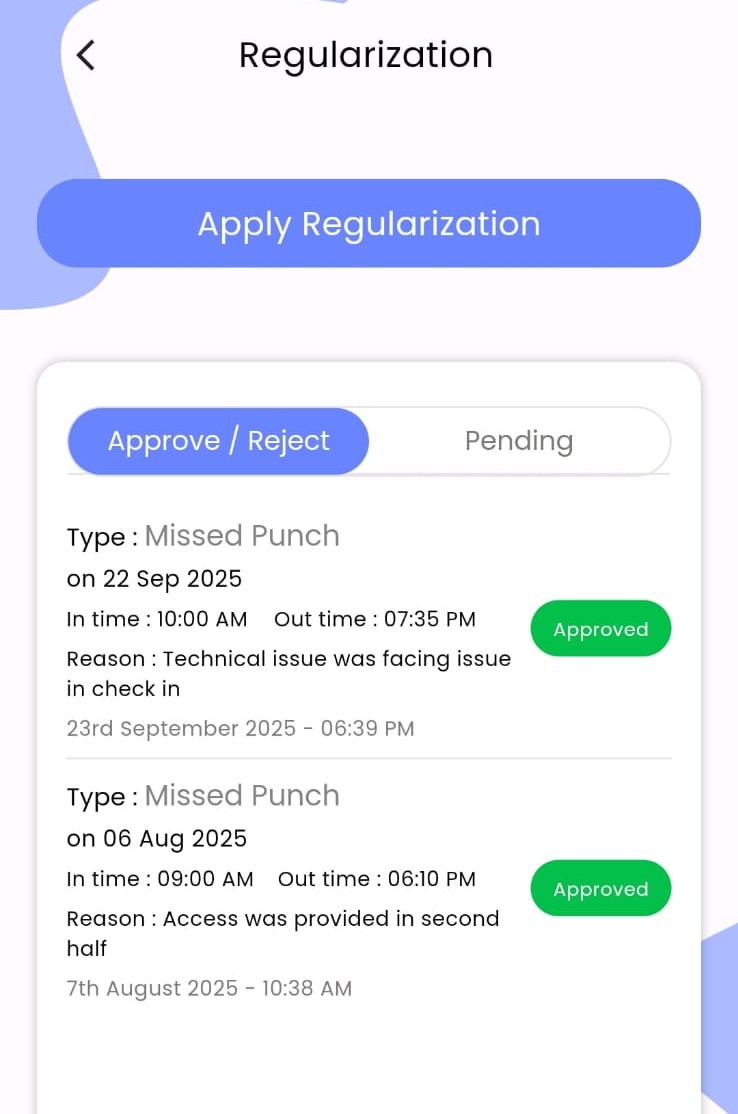 Regularization
Apply Regularization
Approve / Reject
Pending
Type : Missed Punch
on 22 Sep 2025
In time : 10:00 AM Out time : 07:35 PM
Approved
Reason : Technical issue was facing issue
in check in
23rd September 2025 - 06:39 PM
Type : Missed Punch
on 06 Aug 2025
In time : 09:00 AM Out time : 06:10 PM
Approved
Reason : Access was provided in second
half
7th August 2025 - 10:38 AM